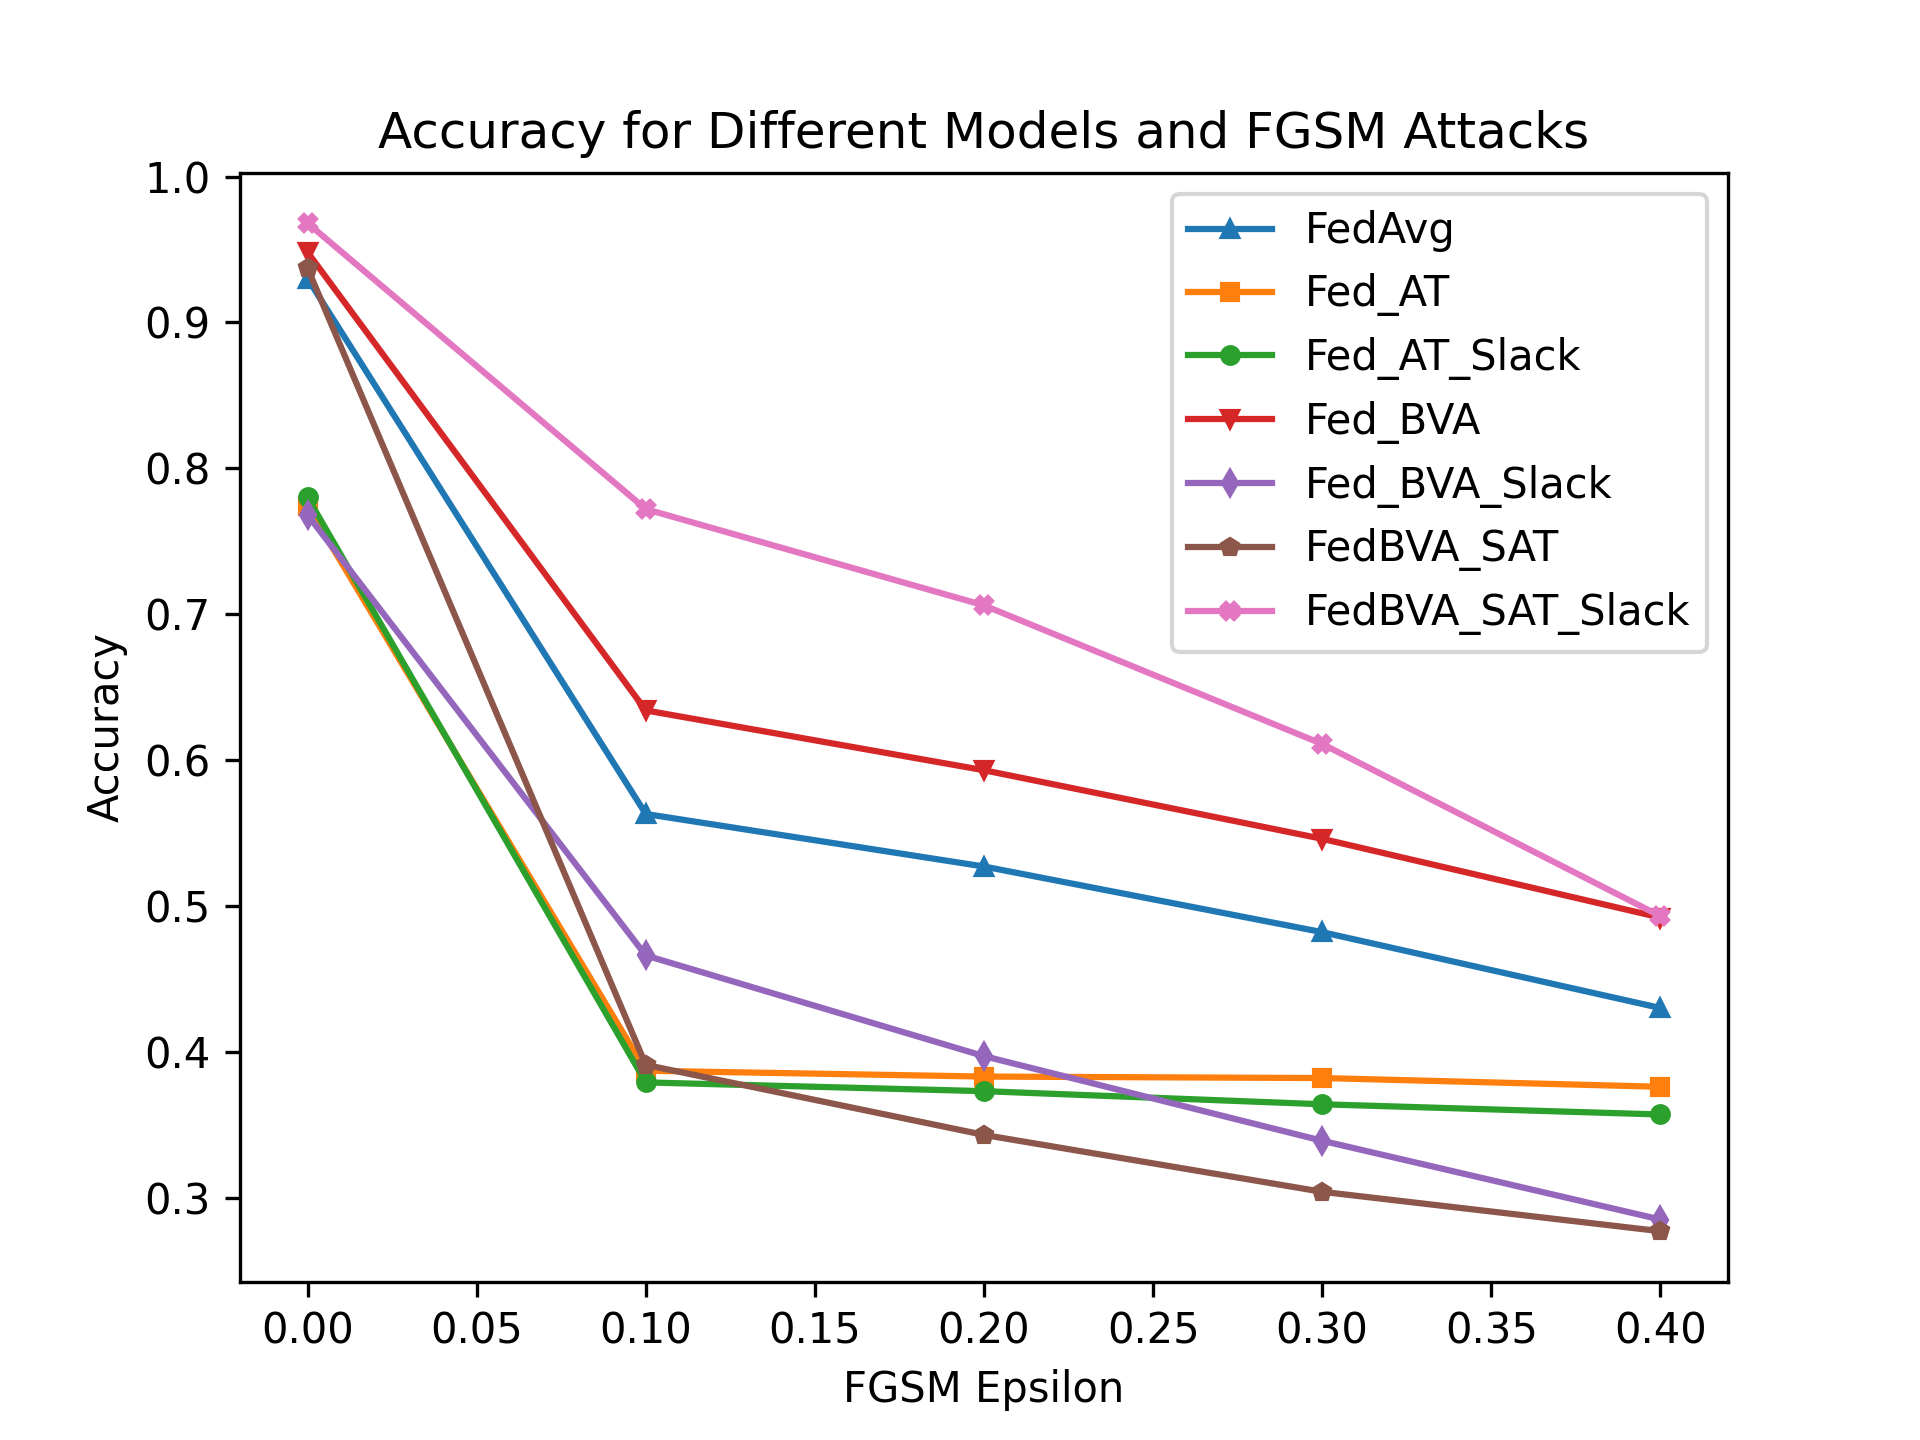 Accuracy for Different Models and FGSM Attacks
1.0
0.9
0.8
0.7
0.6
0.5
0.4
0.3
Accuracy
FedAvg
Fed_AT
Fed_AT_Slack
Fed_BVA
Fed_BVA_Slack
FedBVA_SAT
FedBVA_SAT_Slack
0.00 0.05 0.10 0.15 0.20 0.25 0.30 0.35 0.40
FGSM Epsilon